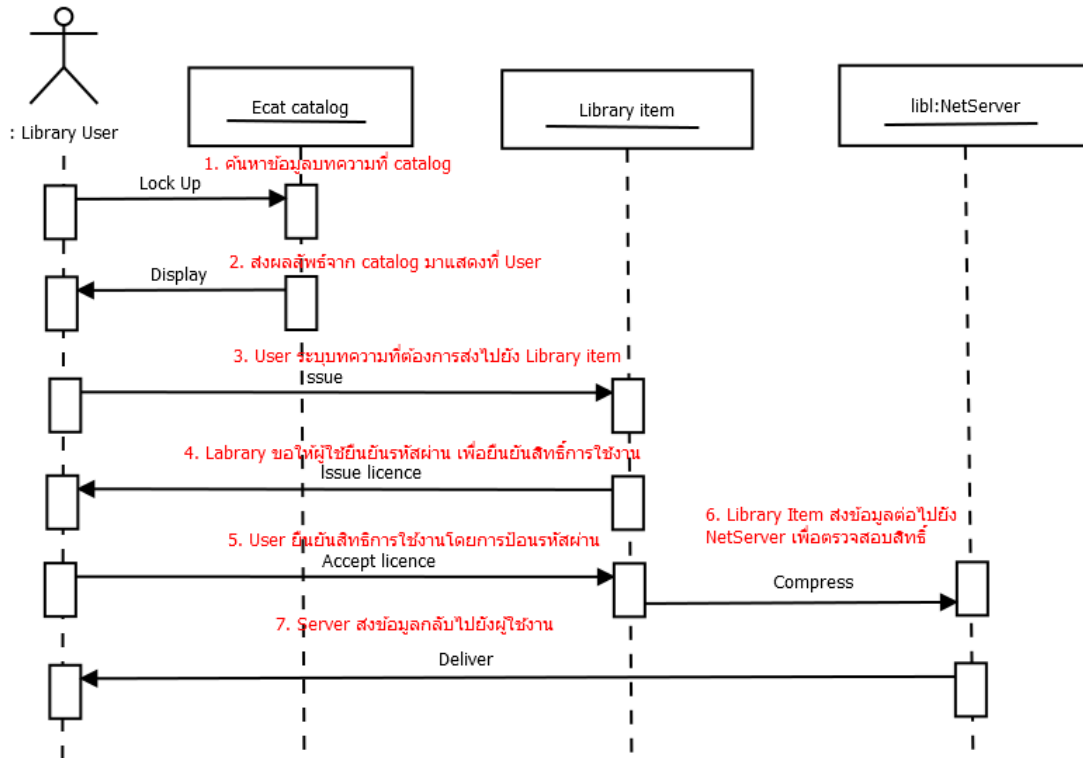 : Library User
Ecat catalog
Library item
libl:NetServer
1. ค้นหาข้อมูลบทความที่ catalog
Lock Up
2. ส่งผลลัพธ์จาก catalog มาแสดงที่ User
Display
3. User ระบุบทความที่ต้องการส่งไปยัง Library item
ssue
4. Labrary ขอให้ผู้ใช้ยืนยันรหัสผ่าน เพื่อยืนยันสิทธิ์การใช้งาน
Issue licence
5. User ยืนยันสิทธิการใช้งานโดยการป้อนรหัสผ่าน
Accept licence
6. Library Item ส่งข้อมูลต่อไปยัง
NetServer เพื่อตรวจสอบสิทธิ์
Compress
7. Server ส่งข้อมูลกลับไปยังผู้ใช้งาน
Deliver